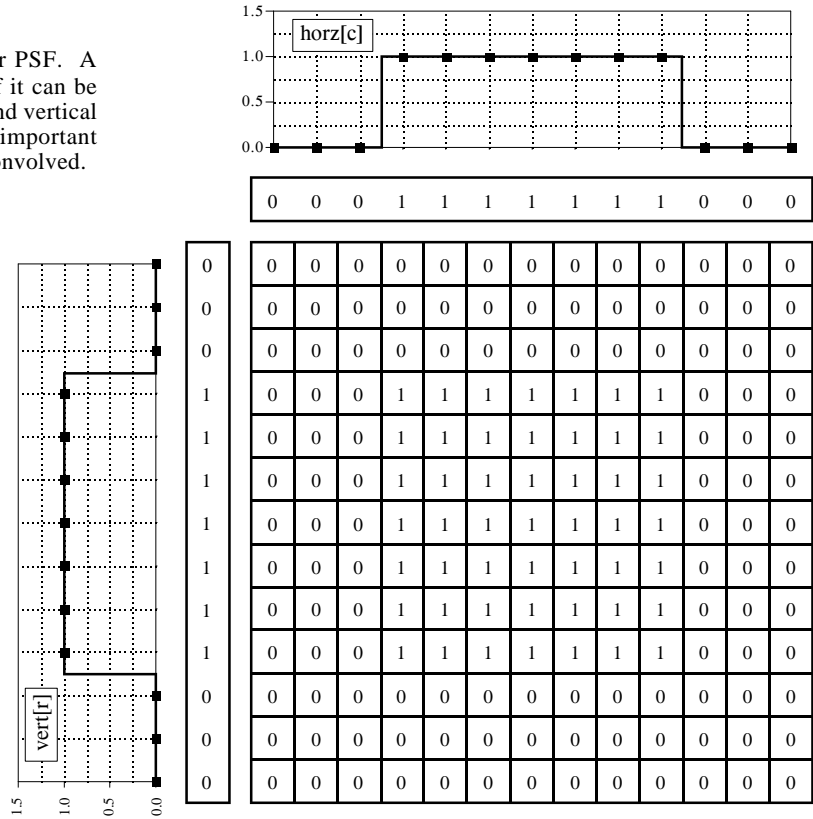 r PSF. A
f it can be
nd vertical
important
onvolved.
1.5
1.0
0.5
0.0
horz[c]
0 0 0 1 1 1 1 1 1 1 0 0 0
0 0 0 0 0 0 0 0 0 0 0 0 0 0
0 0 0 0 0 0 0 0 0 0 0 0 0 0
0 0 0 0 0 0 0 0 0 0 0 0 0 0
1 0 0 0 1 1 1 1 1 1 1 0 0 0
1 0 0 0 1 1 1 1 1 1 1 0 0 0
1 0 0 0 1 1 1 1 1 1 1 0 0 0
1 0 0 0 1 1 1 1 1 1 1 0 0 0
1 0 0 0 1 1 1 1 1 1 1 0 0 0
1 0 0 0 1 1 1 1 1 1 1 0 0 0
1 0 0 0 1 1 1 1 1 1 1 0 0 0
0 0 0 0 0 0 0 0 0 0 0 0 0 0
0 0 0 0 0 0 0 0 0 0 0 0 0 0
0 0 0 0 0 0 0 0 0 0 0 0 0 0
vert[r]
1.5
1.0
0.5
0.0